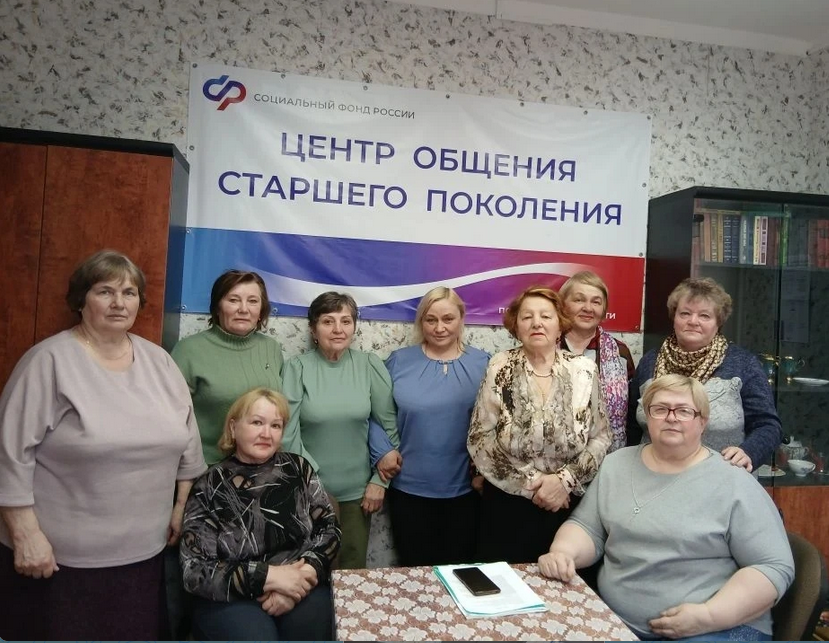 СОЦИАЛЬНЫЙ ФОНД РОССИИ
ЦЕНТР ОБЩЕНИЯ
СТАРШЕГО ПОКОЛЕНИЯ